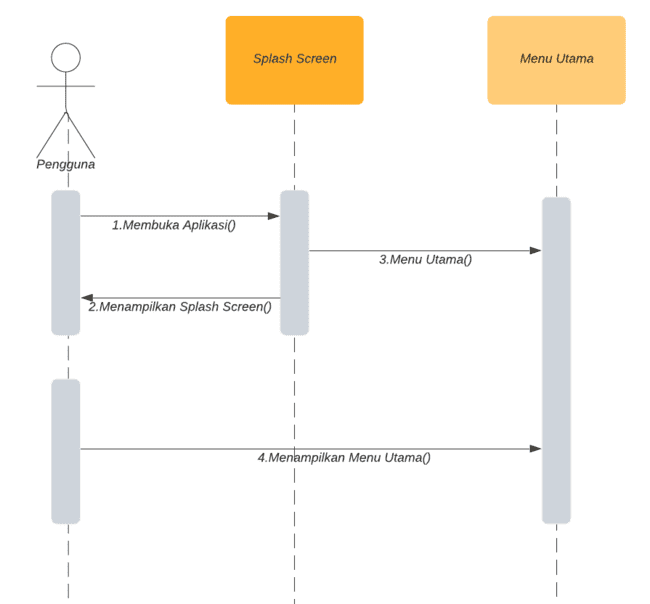 Splash Screen
Menu Utama
Pengguna
1.Membuka Aplikasi()
3.Menu Utama()
2.Menampilkan Splash Screen()
4.Menampilkan Menu Utama()